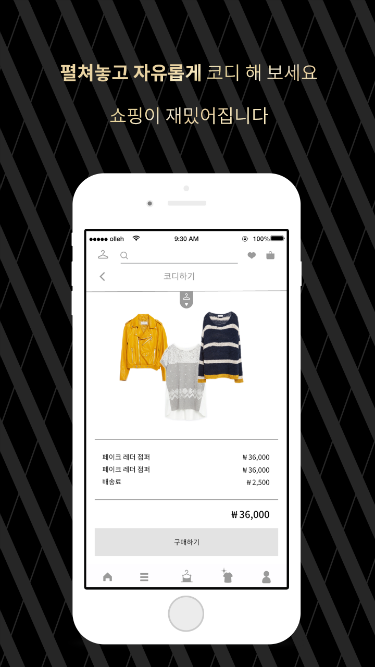 펼쳐놓고 자유롭게 코디 해 보세요
쇼핑이 재밌어집니다
olleh 9:30 AM 100%
코디하기
페이크 레더 점퍼 ₩ 36,000
페이크 레더 점퍼 ₩ 36,000
배송료 ₩ 2,500
₩ 36,000
구매하기